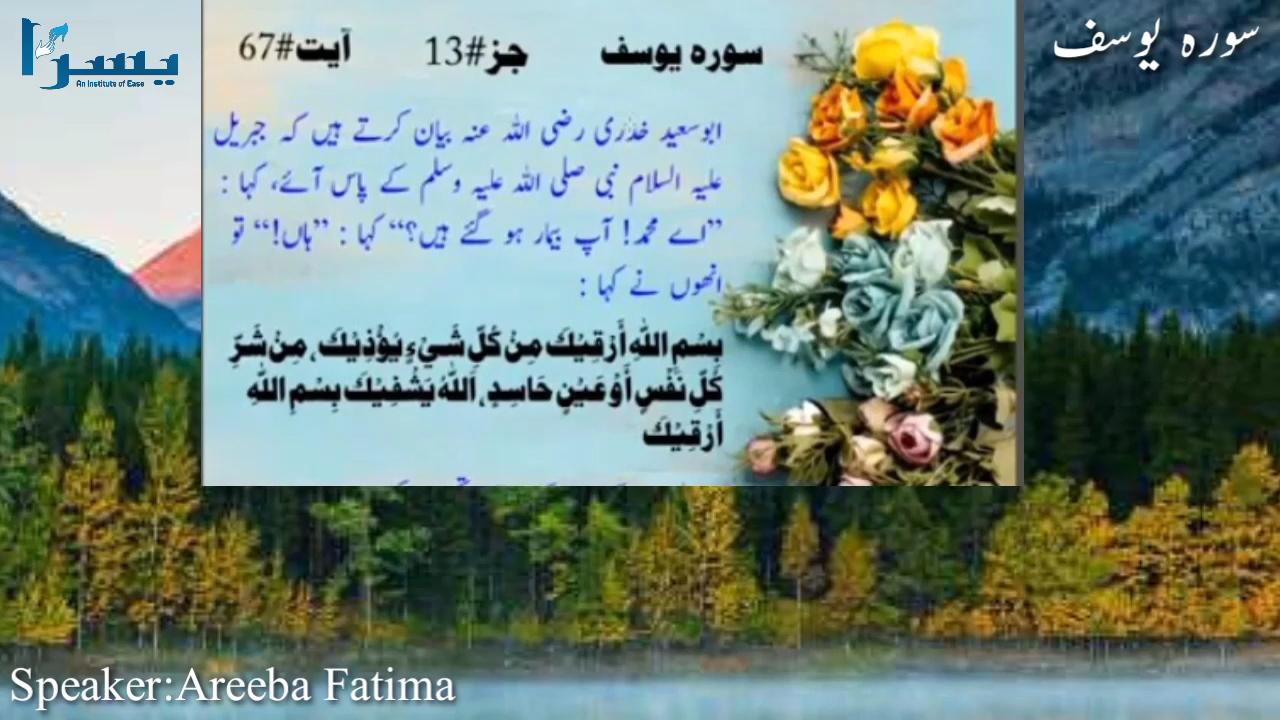 یسرا
An Institute of Ease
سورہ یوسف
سورہ یوسف جز#13 آیت#67
ابوسعید خدری رضی اللہ عنہ بیان کرتے ہیں کہ جبریل
علیہ السلام نبی صلی اللہ علیہ وسلم کے پاس آئے، کہا :
”اے محمد! آپ بیمار ہو گئے ہیں؟“ کہا : ”ہاں!“ تو
انھوں نے کہا :
بِسْمِ اللّٰهِ أَرْقِيْكَ مِنْ كُلِّ شَيْءٍ يُؤْذِيْكَ، مِنْ شَرِّ
كُلِّ نَفْسٍ أَوْ عَيْنٍ حَاسِدٍ، اَللّٰهُ يَشْفِيْكَ بِسْمِ اللّٰهِ
أَرْقِيْكَ
Speaker:Areeba Fatima